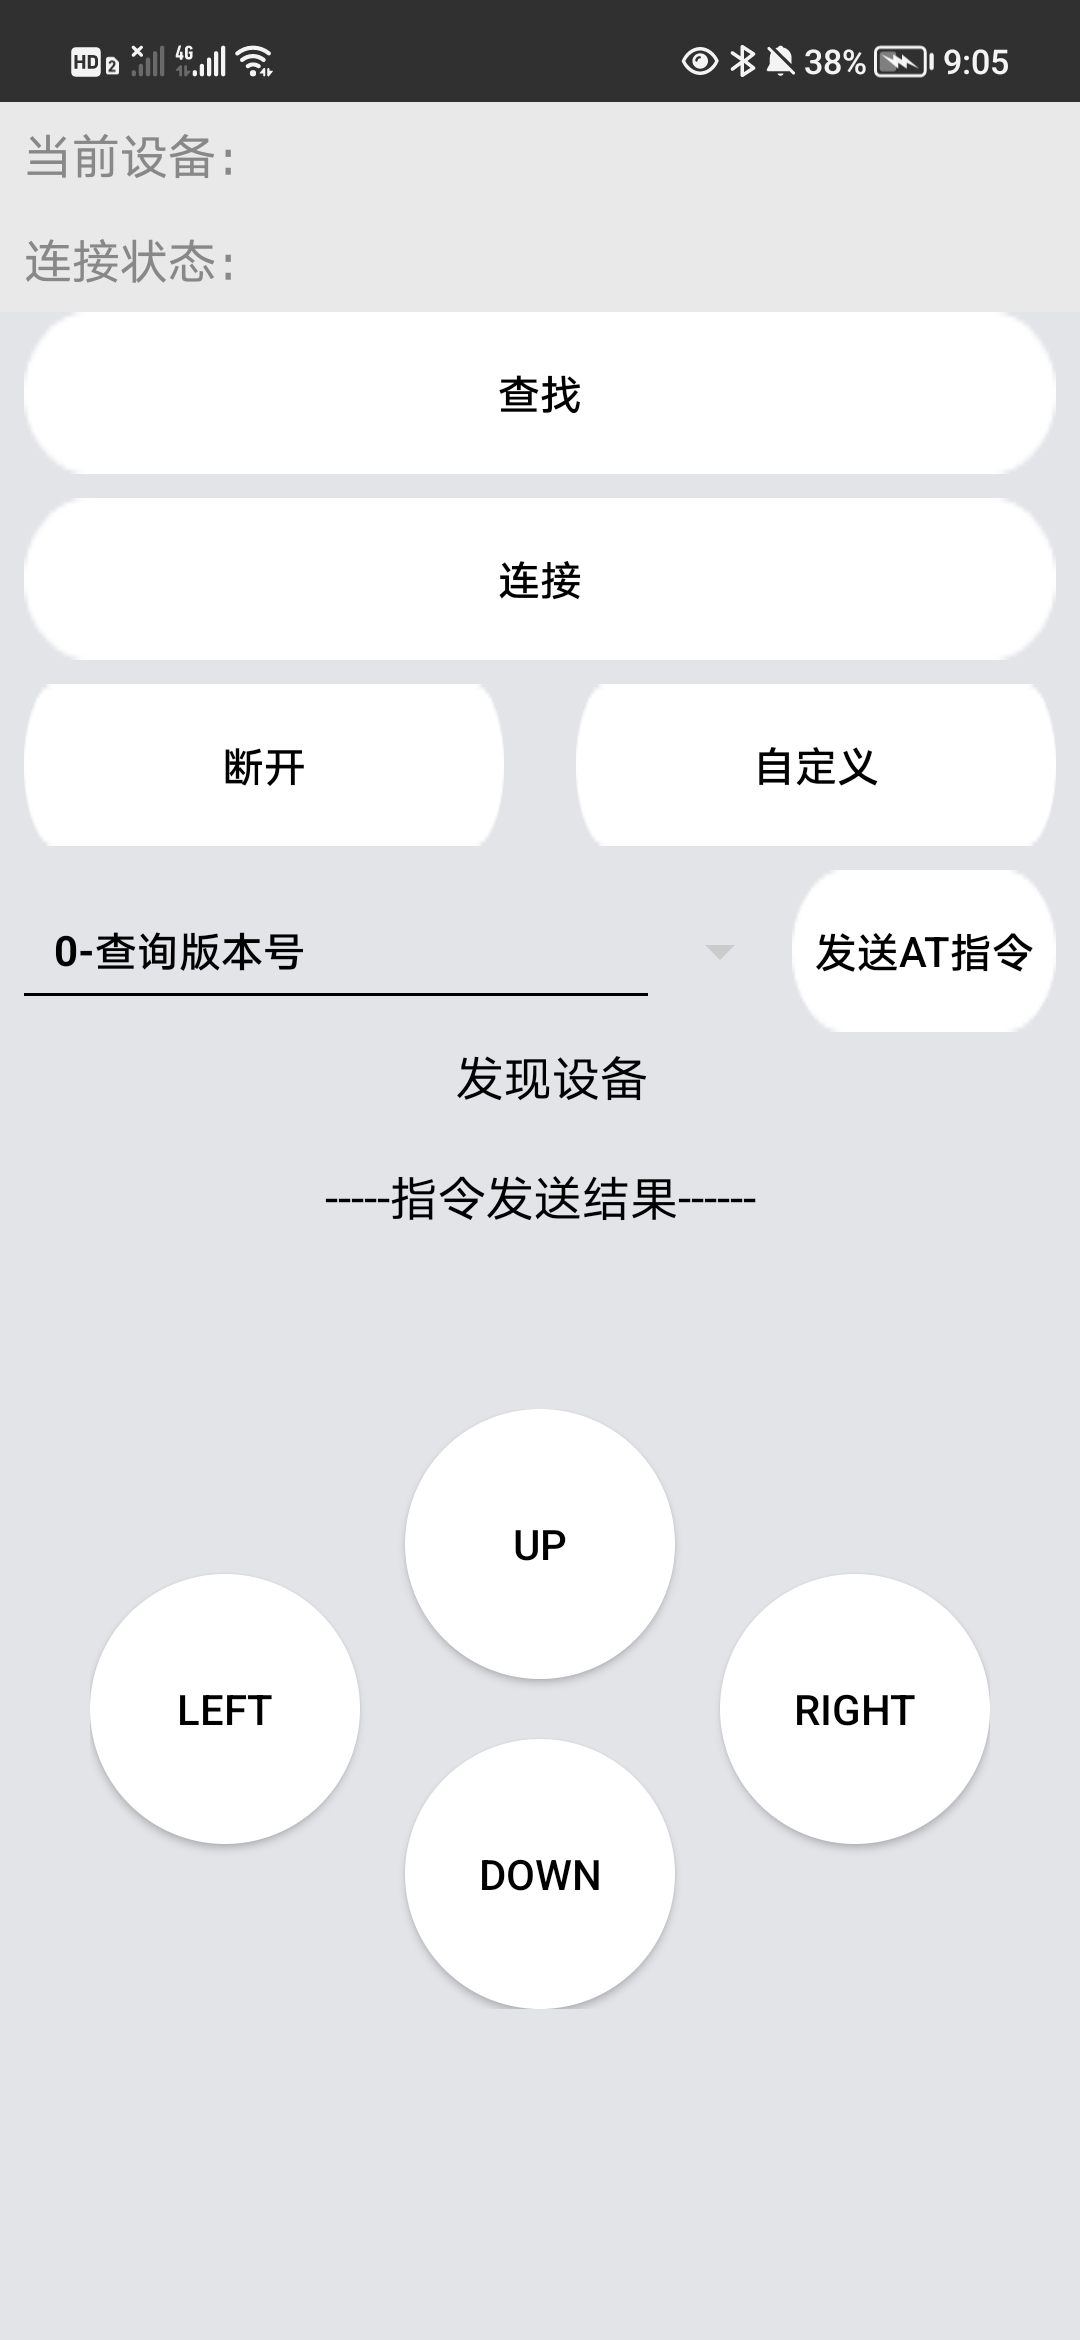 HD 2 4G 38% 9:05
当前设备:
连接状态:
查找
连接
断开 自定义
0-查询版本号 发送AT指令
发现设备
-----指令发送结果------
UP
LEFT RIGHT
DOWN